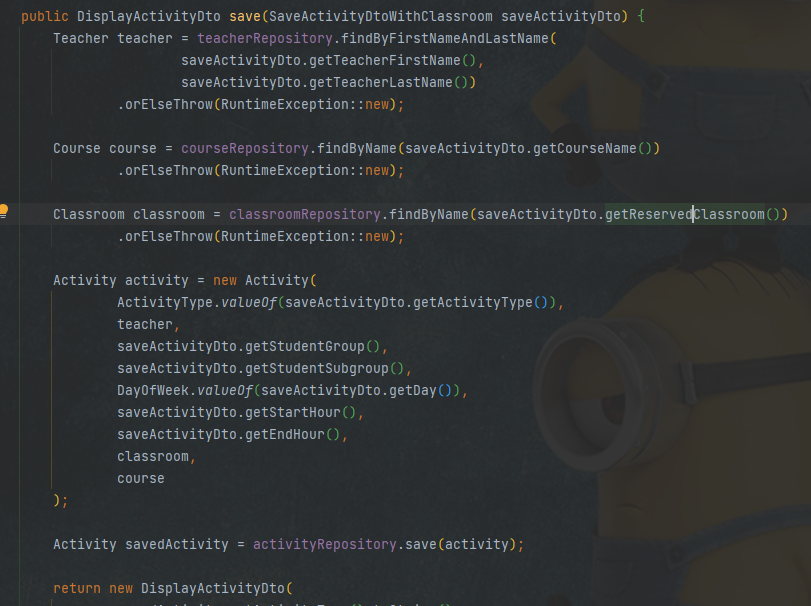 public DisplayActivityDto save(SaveActivityDtoWithClassroom saveActivityDto) {
Teacher teacher = teacherRepository.findByFirstNameAndLastName(
saveActivityDto.getTeacherFirstName(),
saveActivityDto.getTeacherLastName())
.orElseThrow(RuntimeException::new);
Course course = courseRepository.findByName(saveActivityDto.getCourseName())
.orElseThrow(RuntimeException::new);
Classroom classroom = classroomRepository.findByName(saveActivityDto.getReservedClassroom())
.orElseThrow(RuntimeException::new);
Activity activity = new Activity(
ActivityType.valueOf(saveActivityDto.getActivityType()),
teacher,
saveActivityDto.getStudentGroup(),
saveActivityDto.getStudentSubgroup(),
DayOfWeek.valueOf(saveActivityDto.getDay()),
saveActivityDto.getStartHour(),
saveActivityDto.getEndHour(),
classroom,
course
);
Activity savedActivity = activityRepository.save(activity);
return new DisplayActivityDto(